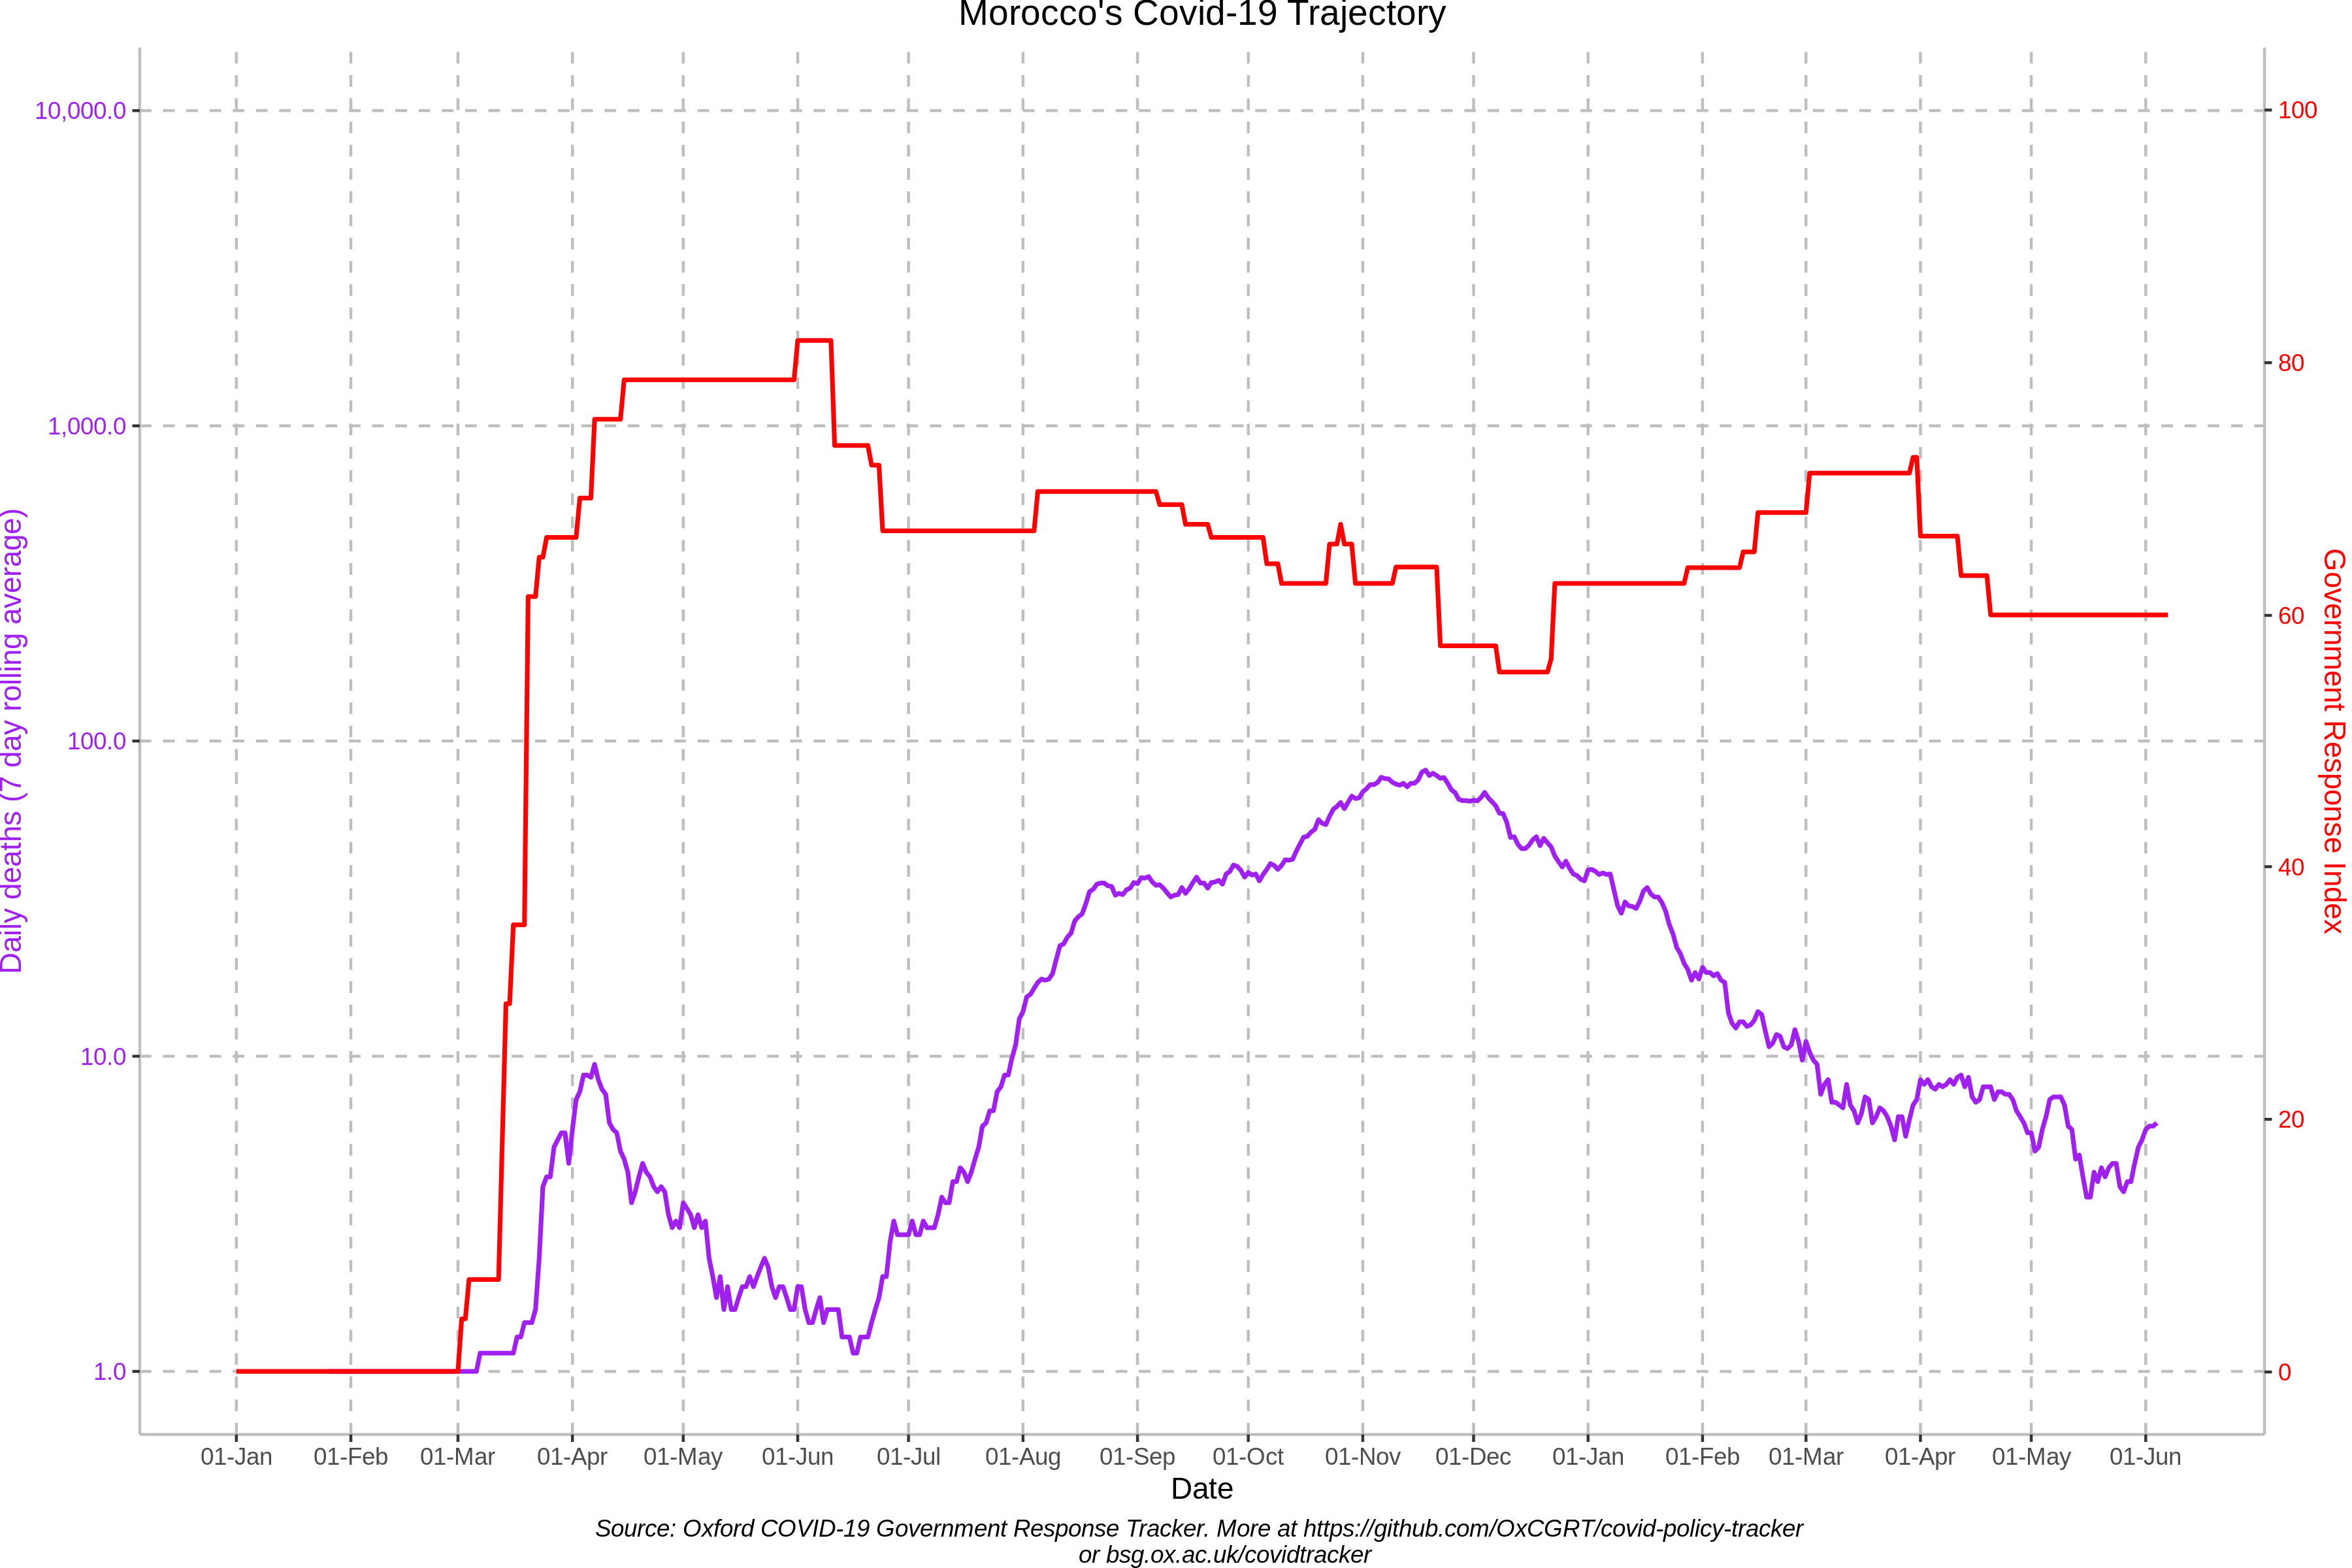 Morocco's Covid-19 Trajectory
Daily deaths (7 day rolling average)
10,000.0
1,000.0
100.0
10.0
1.0
Government Response Index
100
80
60
40
20
0
01-Jan 01-Feb 01-Mar 01-Apr 01-May 01-Jun 01-Jul 01-Aug 01-Sep 01-Oct 01-Nov 01-Dec 01-Jan 01-Feb 01-Mar 01-Apr 01-May 01-Jun
Date
Source: Oxford COVID-19 Government Response Tracker. More at https://github.com/OxCGRT/covid-policy-tracker
or bsg.ox.ac.uk/covidtracker